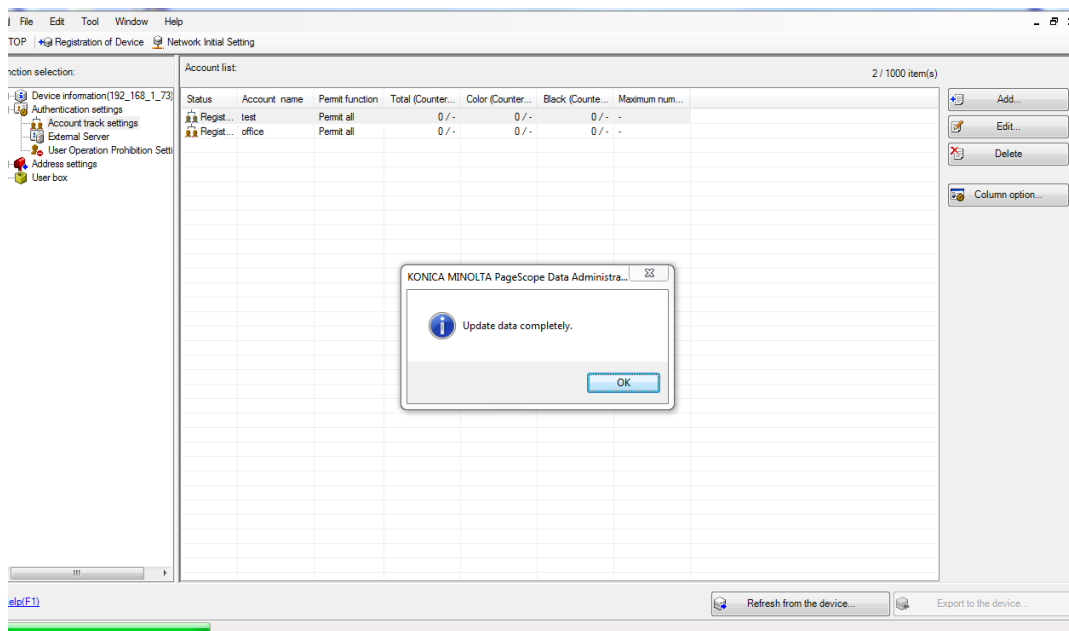 File Edit Tool Window Help
TOP Registration of Device Network Initial Setting
nction selection:
Account list:
2 / 1000 item(s)
Device information(192_168_1_73)
Authentication settings
Account track settings
External Server
User Operation Prohibition Setti
Address settings
User box
Status Account name Permit function Total (Counter... Color (Counter... Black (Counte... Maximum num...
Regist... test Permit all 0 / - 0 / - 0 / - -
Regist... office Permit all 0 / - 0 / - 0 / - -
Add...
Edit...
Delete
Column option...
KONICA MINOLTA PageScope Data Administra...
Update data completely.
OK
elp(F1)
Refresh from the device...
Export to the device...